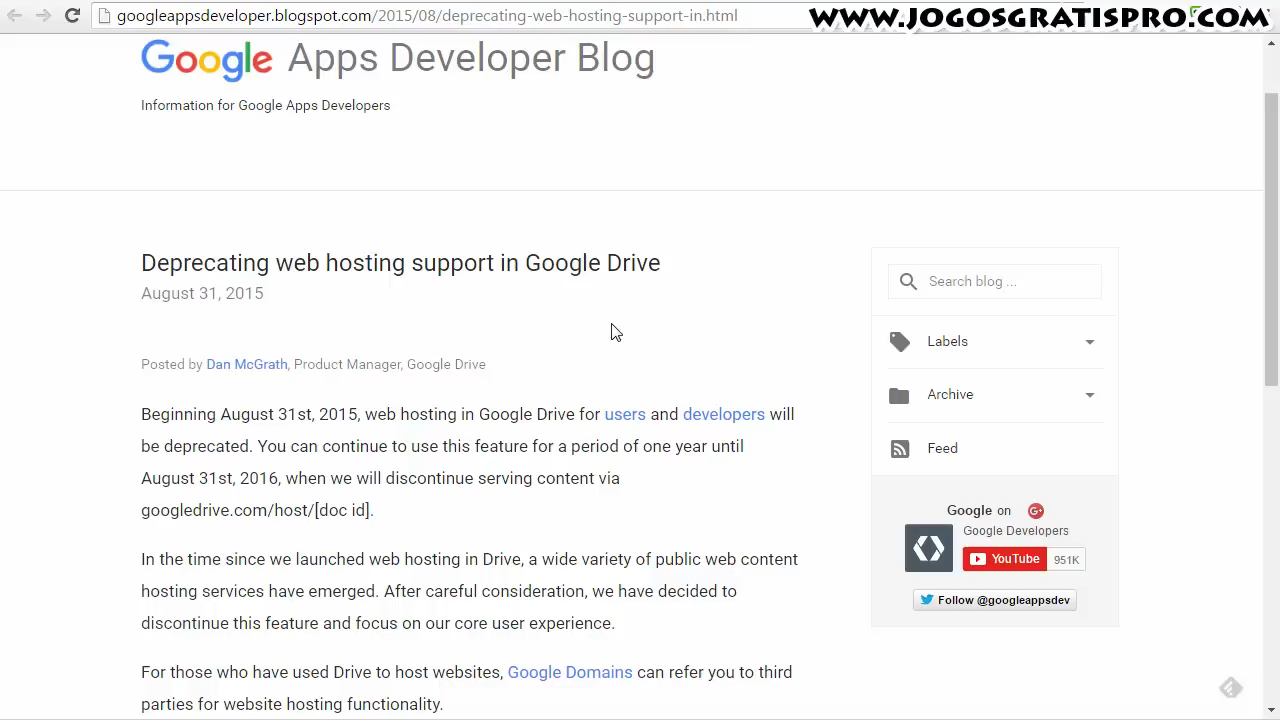 googleappsdeveloper.blogspot.com/2015/08/deprecating-web-hosting-support-in.html
WWW.JOGOSGRATISPRO.COM
Google Apps Developer Blog
Information for Google Apps Developers
Deprecating web hosting support in Google Drive
August 31, 2015
Posted by Dan McGrath, Product Manager, Google Drive
Beginning August 31st, 2015, web hosting in Google Drive for users and developers will
be deprecated. You can continue to use this feature for a period of one year until
August 31st, 2016, when we will discontinue serving content via
googledrive.com/host/[doc id].
In the time since we launched web hosting in Drive, a wide variety of public web content
hosting services have emerged. After careful consideration, we have decided to
discontinue this feature and focus on our core user experience.
For those who have used Drive to host websites, Google Domains can refer you to third
parties for website hosting functionality.
Search blog ...
Labels
Archive
Feed
Google on G+
Google Developers
YouTube 951K
Follow @googleappsdev